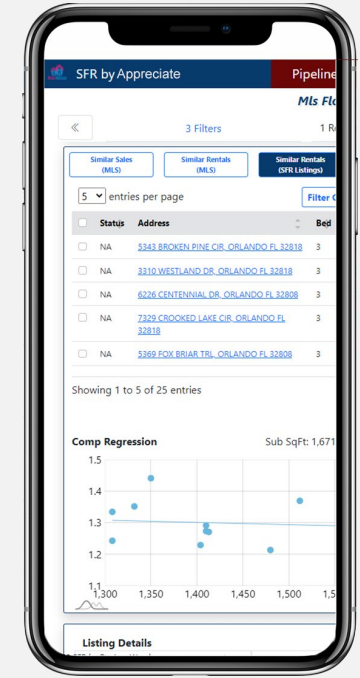 SFR by Appreciate Pipeline
Mls Flo
« 3 Filters 1 R
Similar Sales (MLS) Similar Rentals (MLS) Similar Rentals (SFR Listings)
5 entries per page Filter
Status Address Bed
NA 5343 BROKEN PINE CIR, ORLANDO FL 32818 3
NA 3310 WESTLAND DR, ORLANDO FL 32818 3
NA 6226 CENTENNIAL DR, ORLANDO FL 32808 3
NA 7329 CROOKED LAKE CIR, ORLANDO FL 3
32818
NA 5369 FOX BRIAR TRL, ORLANDO FL 32808 3
Showing 1 to 5 of 25 entries
Comp Regression Sub SqFt: 1,671
1.5
1.4
1.3
1.2
1.1
1,300 1,350 1,400 1,450 1,500 1,5
Listing Details